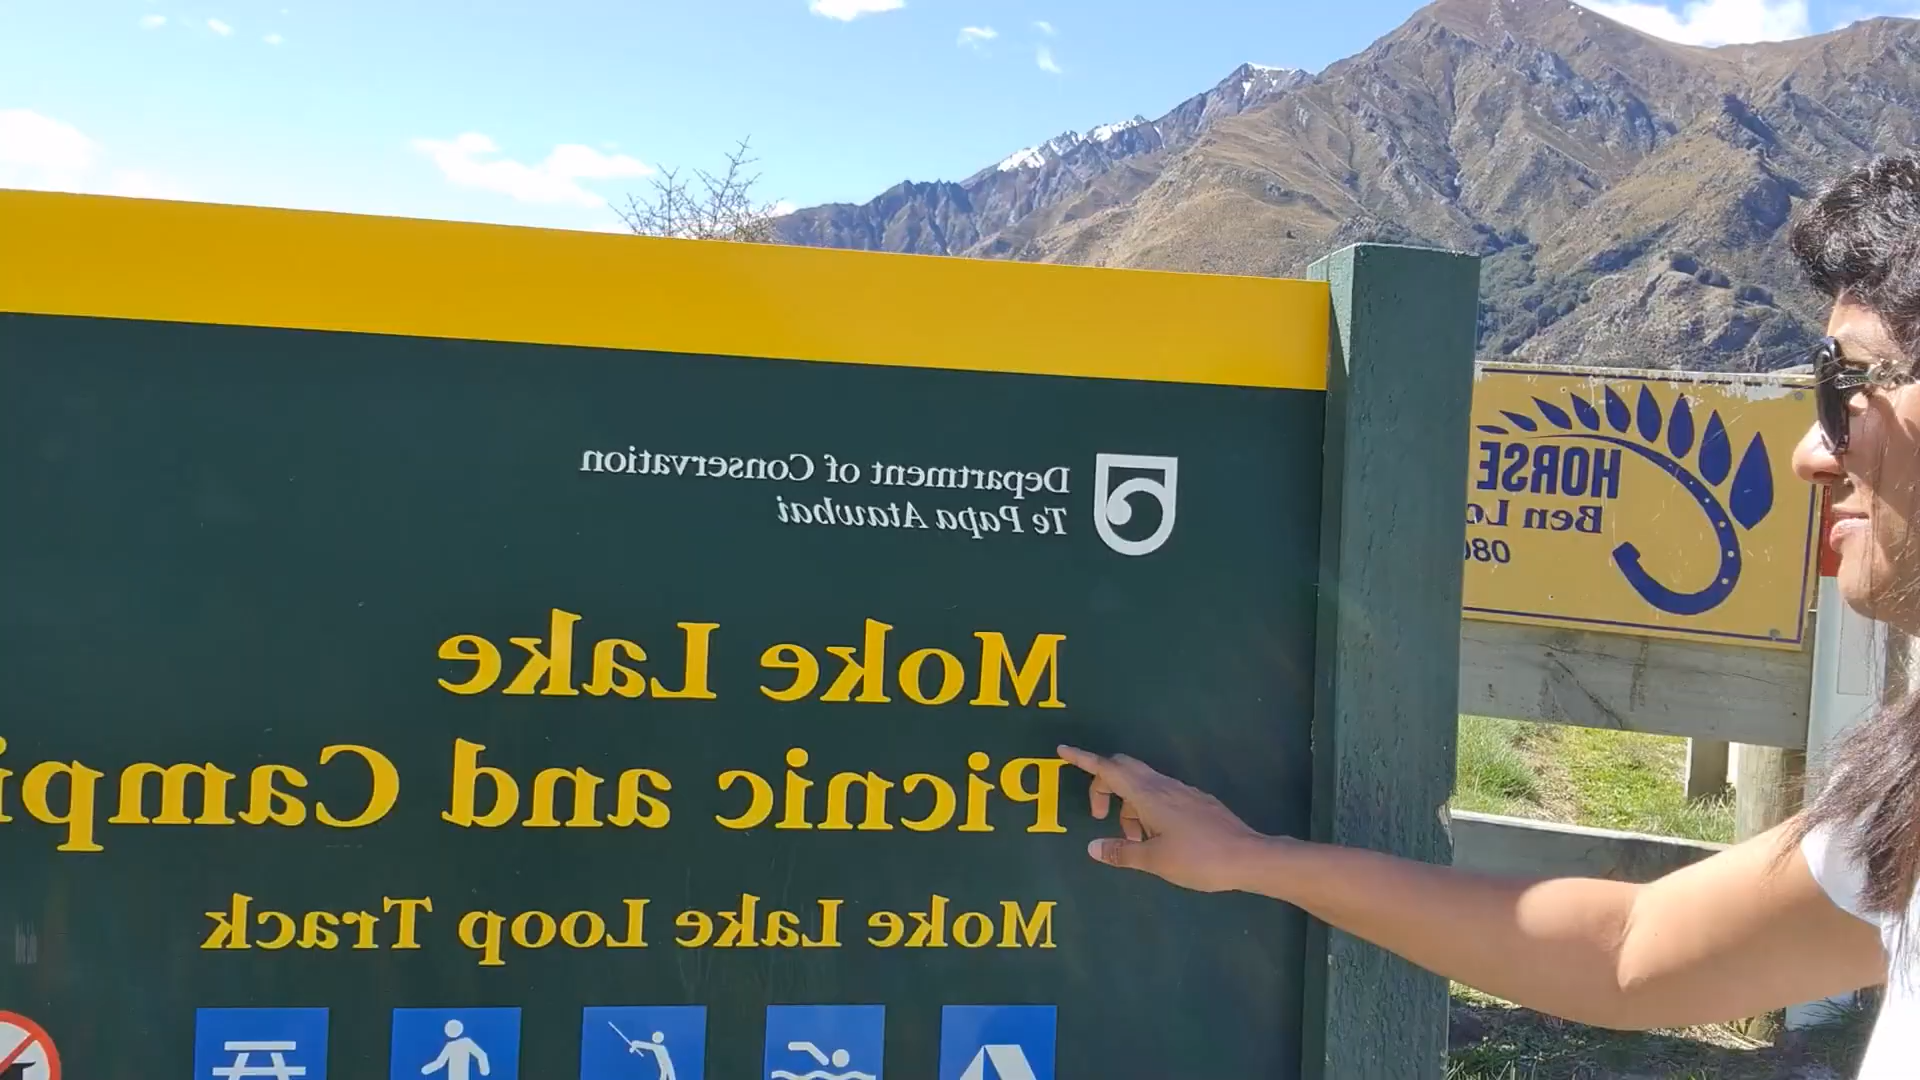 Department of Conservation
Te Papa Atawhai
Moke Lake
Picnic and Campi
Moke Lake Loop Track
HORSE
Ben Lo
080